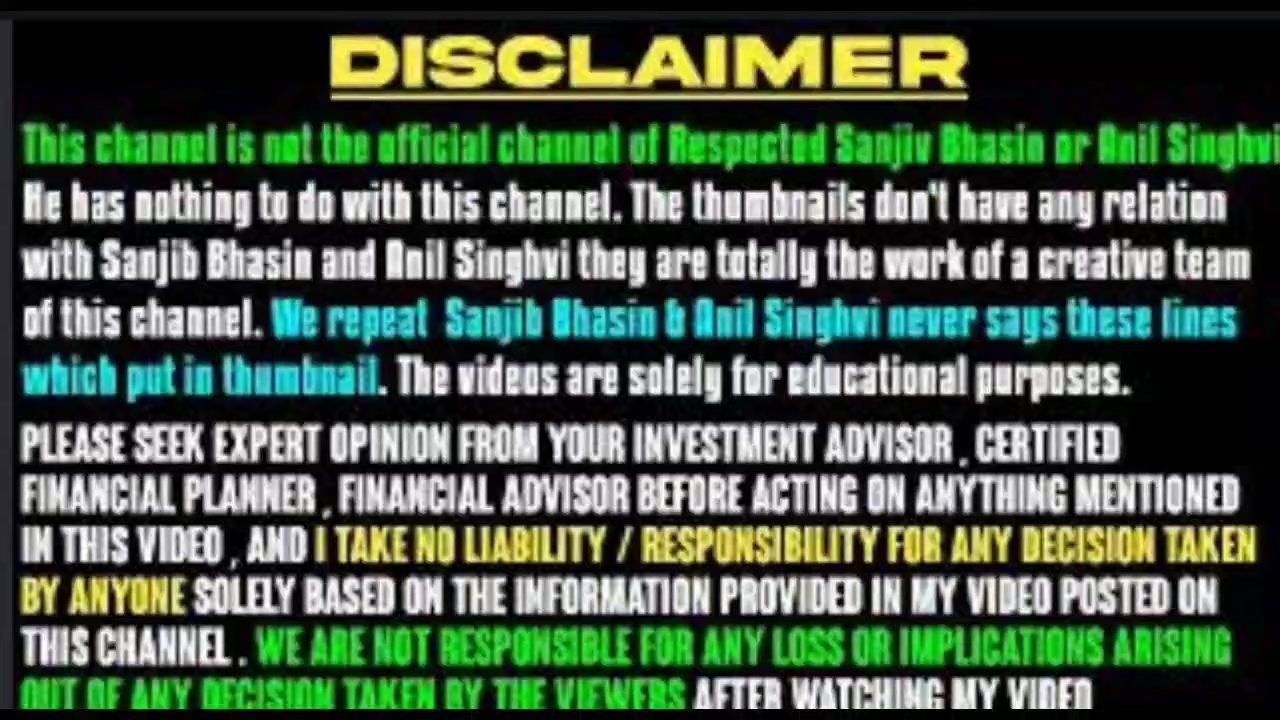 DISCLAIMER
This channel is not the official channel of Respected Sanjiv Bhasin or Anil Singhvi
He has nothing to do with this channel. The thumbnails don't have any relation
with Sanjib Bhasin and Anil Singhvi they are totally the work of a creative team
of this channel. We repeat Sanjib Bhasin & Anil Singhvi never says these lines
which put in thumbnail. The videos are solely for educational purposes.
PLEASE SEEK EXPERT OPINION FROM YOUR INVESTMENT ADVISOR , CERTIFIED
FINANCIAL PLANNER , FINANCIAL ADVISOR BEFORE ACTING ON ANYTHING MENTIONED
IN THIS VIDEO , AND I TAKE NO LIABILITY / RESPONSIBILITY FOR ANY DECISION TAKEN
BY ANYONE SOLELY BASED ON THE INFORMATION PROVIDED IN MY VIDEO POSTED ON
THIS CHANNEL . WE ARE NOT RESPONSIBLE FOR ANY LOSS OR IMPLICATIONS ARISING
OUT OF ANY DECISION TAKEN BY THE VIEWERS AFTER WATCHING MY VIDEO